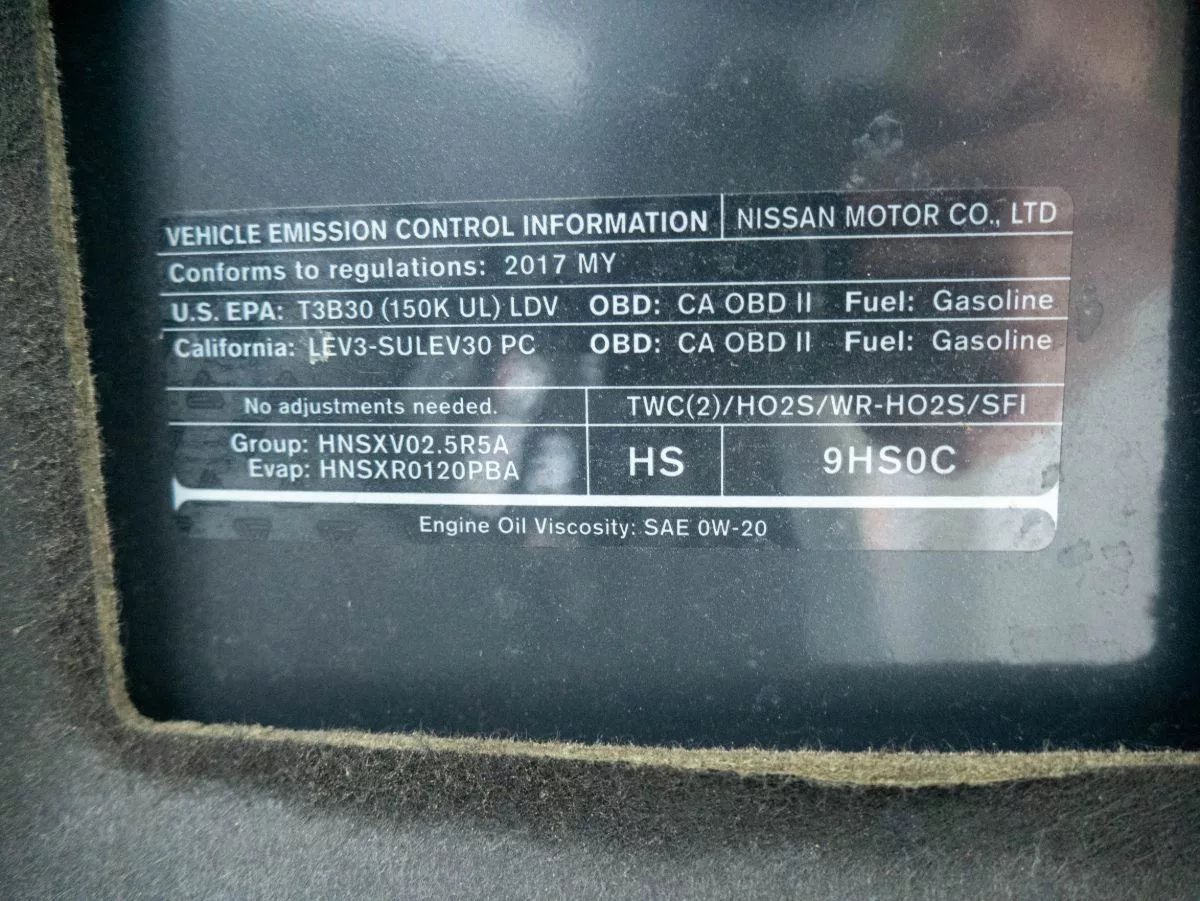 VEHICLE EMISSION CONTROL INFORMATION NISSAN MOTOR CO., LTD
Conforms to regulations: 2017 MY
U.S. EPA: T3B30 (150K UL) LDV OBD: CA OBD II Fuel: Gasoline
California: LEV3-SULEV30 PC OBD: CA OBD II Fuel: Gasoline
No adjustments needed. TWC(2)/HO2S/WR-HO2S/SFI
Group: HNSXV02.5R5A
Evap: HNSXR0120PBA
HS 9HS0C
Engine Oil Viscosity: SAE 0W-20